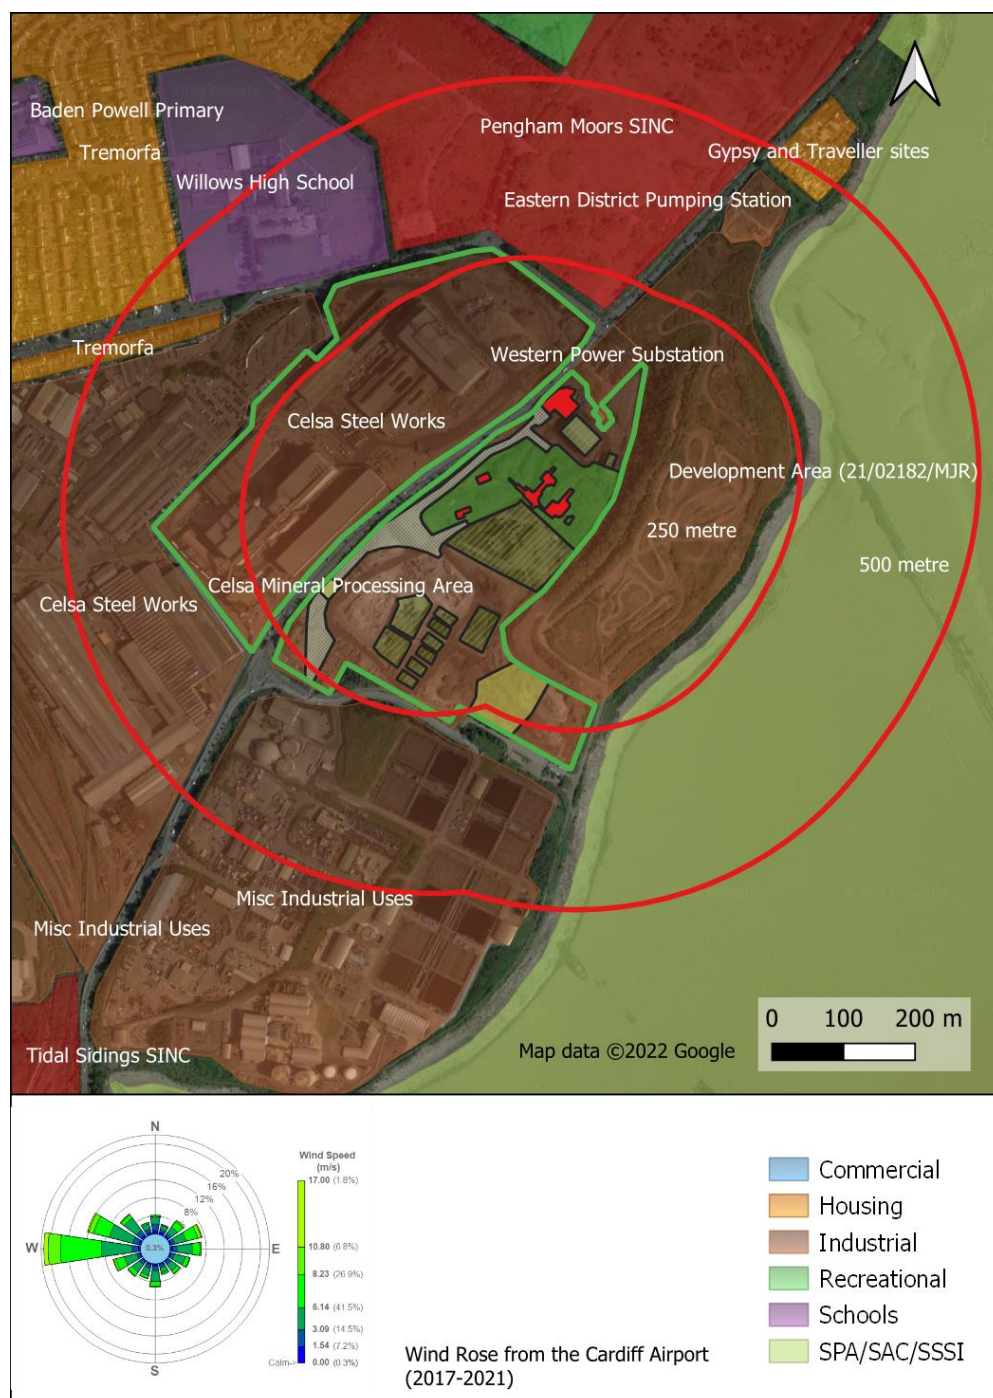 Baden Powell Primary
Pengham Moors SINC
Tremorfa
Gypsy and Traveller sites
Willows High School
Eastern District Pumping Station
Tremorfa
Western Power Substation
Celsa Steel Works
Development Area (21/02182/MJR)
250 metre
500 metre
Celsa Mineral Processing Area
Celsa Steel Works
Misc Industrial Uses
Misc Industrial Uses
Tidal Sidings SINC
0 100 200 m
Map data ©2022 Google
N
W
E
S
20%
16%
12%
8%
0.3%
Wind Speed
(m/s)
17.00 (1.8%)
10.80 (6.8%)
8.23 (26.9%)
5.14 (41.5%)
3.09 (14.5%)
1.54 (7.2%)
Calm-> 0.00 (0.3%)
Wind Rose from the Cardiff Airport
(2017-2021)
Commercial
Housing
Industrial
Recreational
Schools
SPA/SAC/SSSI